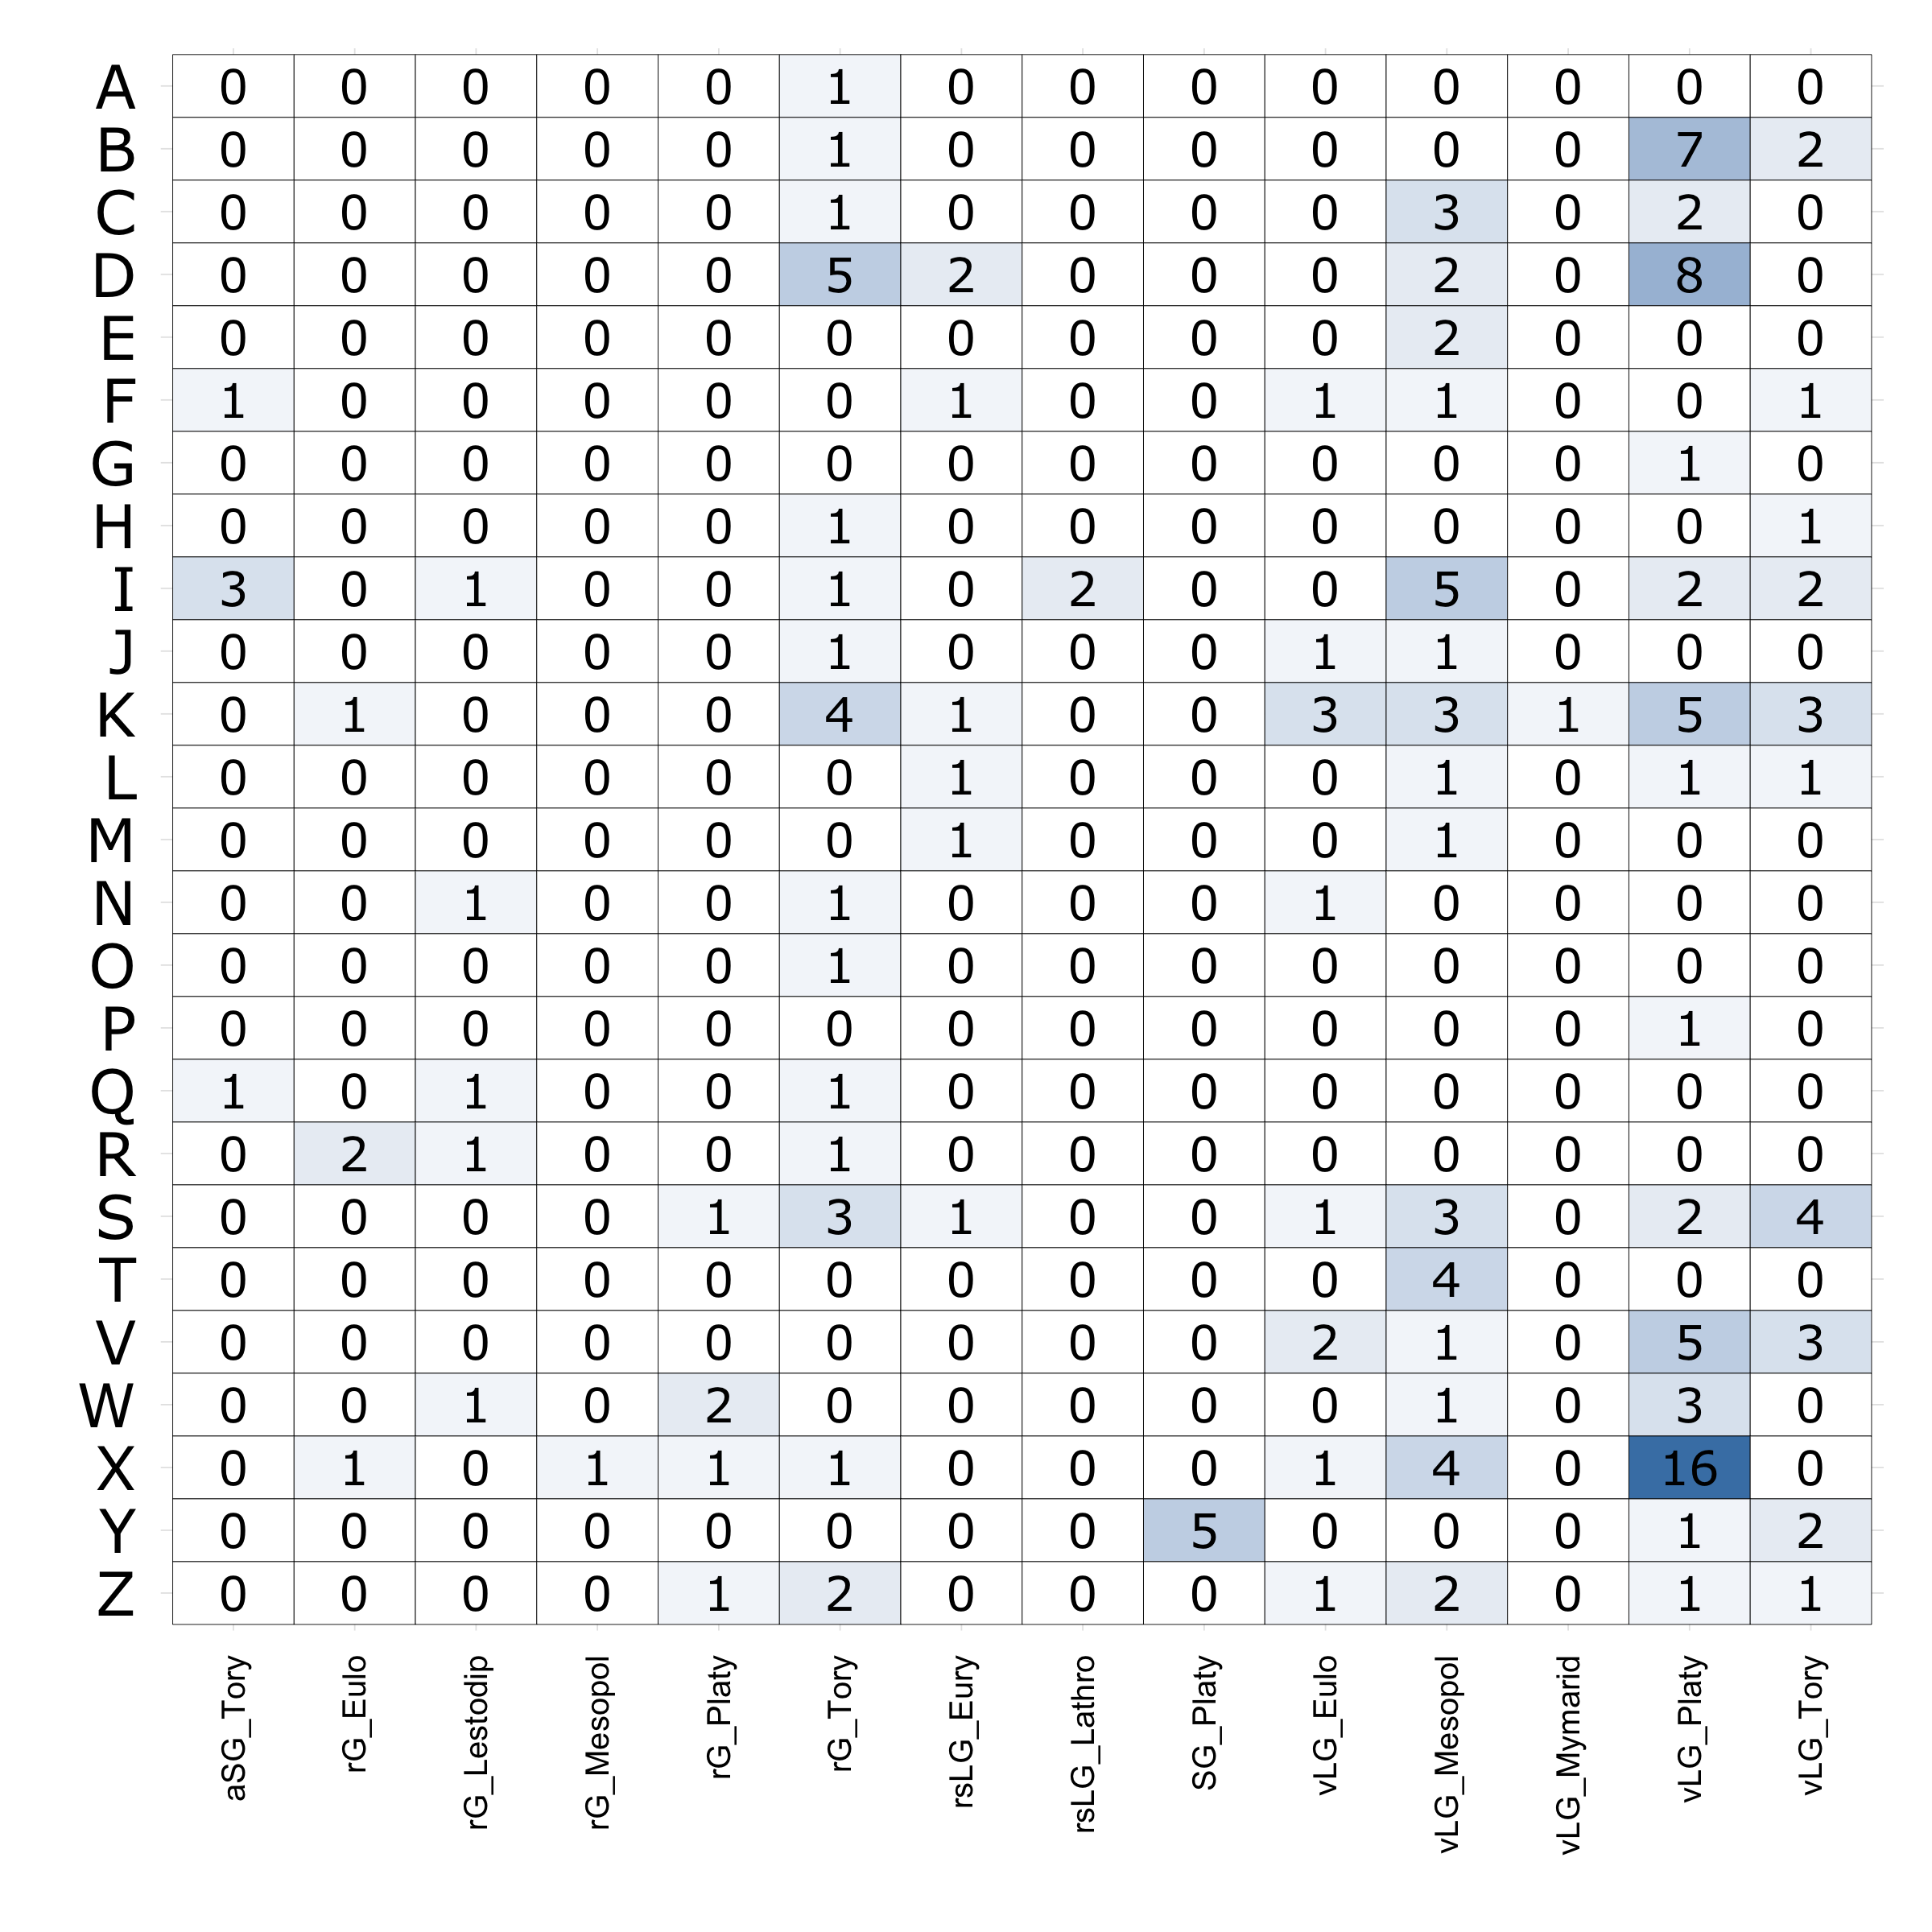 A 0 0 0 0 0 1 0 0 0 0 0 0 0 0
B 0 0 0 0 0 1 0 0 0 0 0 0 7 2
C 0 0 0 0 0 1 0 0 0 0 3 0 2 0
D 0 0 0 0 0 5 2 0 0 0 2 0 8 0
E 0 0 0 0 0 0 0 0 0 0 2 0 0 0
F 1 0 0 0 0 0 1 0 0 1 1 0 0 1
G 0 0 0 0 0 0 0 0 0 0 0 0 1 0
H 0 0 0 0 0 1 0 0 0 0 0 0 0 1
I 3 0 1 0 0 1 0 2 0 0 5 0 2 2
J 0 0 0 0 0 1 0 0 0 1 1 0 0 0
K 0 1 0 0 0 4 1 0 0 3 3 1 5 3
L 0 0 0 0 0 0 1 0 0 0 1 0 1 1
M 0 0 0 0 0 0 1 0 0 0 1 0 0 0
N 0 0 1 0 0 1 0 0 0 1 0 0 0 0
O 0 0 0 0 0 1 0 0 0 0 0 0 0 0
P 0 0 0 0 0 0 0 0 0 0 0 0 1 0
Q 1 0 1 0 0 1 0 0 0 0 0 0 0 0
R 0 2 1 0 0 1 0 0 0 0 0 0 0 0
S 0 0 0 0 1 3 1 0 0 1 3 0 2 4
T 0 0 0 0 0 0 0 0 0 0 4 0 0 0
V 0 0 0 0 0 0 0 0 0 2 1 0 5 3
W 0 0 1 0 2 0 0 0 0 0 1 0 3 0
X 0 1 0 1 1 1 0 0 0 1 4 0 16 0
Y 0 0 0 0 0 0 0 0 5 0 0 0 1 2
Z 0 0 0 0 1 2 0 0 0 1 2 0 1 1
aSG_Tory
rG_Eulo
rG_Lestodip
rG_Mesopol
rG_Platy
rG_Tory
rsLG_Eury
rsLG_Lathro
SG_Platy
vLG_Eulo
vLG_Mesopol
vLG_Mymarid
vLG_Platy
vLG_Tory